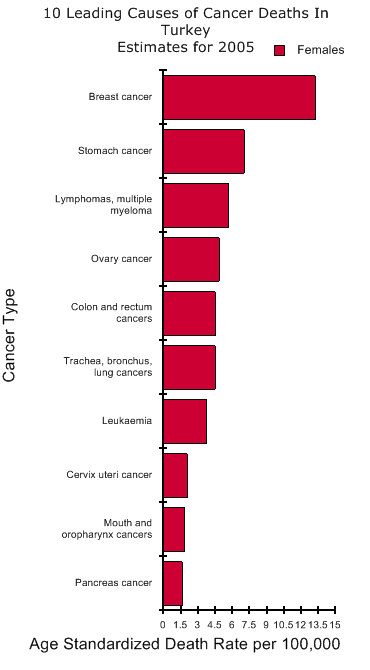 10 Leading Causes of Cancer Deaths In
Turkey
Estimates for 2005
Females
Breast cancer
Stomach cancer
Lymphomas, multiple
myeloma
Ovary cancer
Colon and rectum
cancers
Trachea, bronchus,
lung cancers
Leukaemia
Cervix uteri cancer
Mouth and
oropharynx cancers
Pancreas cancer
Cancer Type
0 1.5 3 4.5 6 7.5 9 10.5 12 13.5 15
Age Standardized Death Rate per 100,000